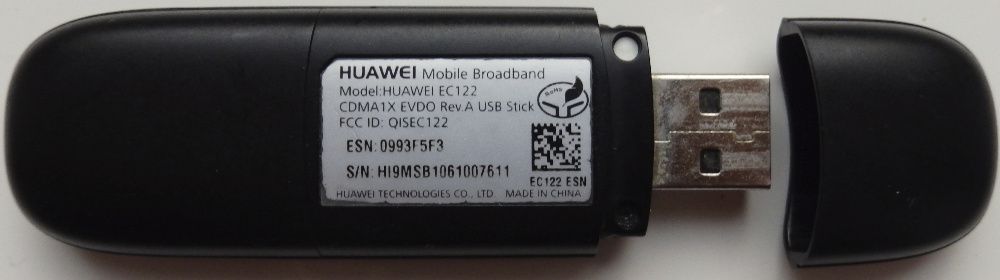 HUAWEI Mobile Broadband
Model:HUAWEI EC122
CDMA1X EVDO Rev.A USB Stick
RoHS
FCC ID: QISEC122
ESN: 0993F5F3
S/N: HI9MSB1061007611
EC122 ESN
HUAWEI TECHNOLOGIES CO., LTD MADE IN CHINA